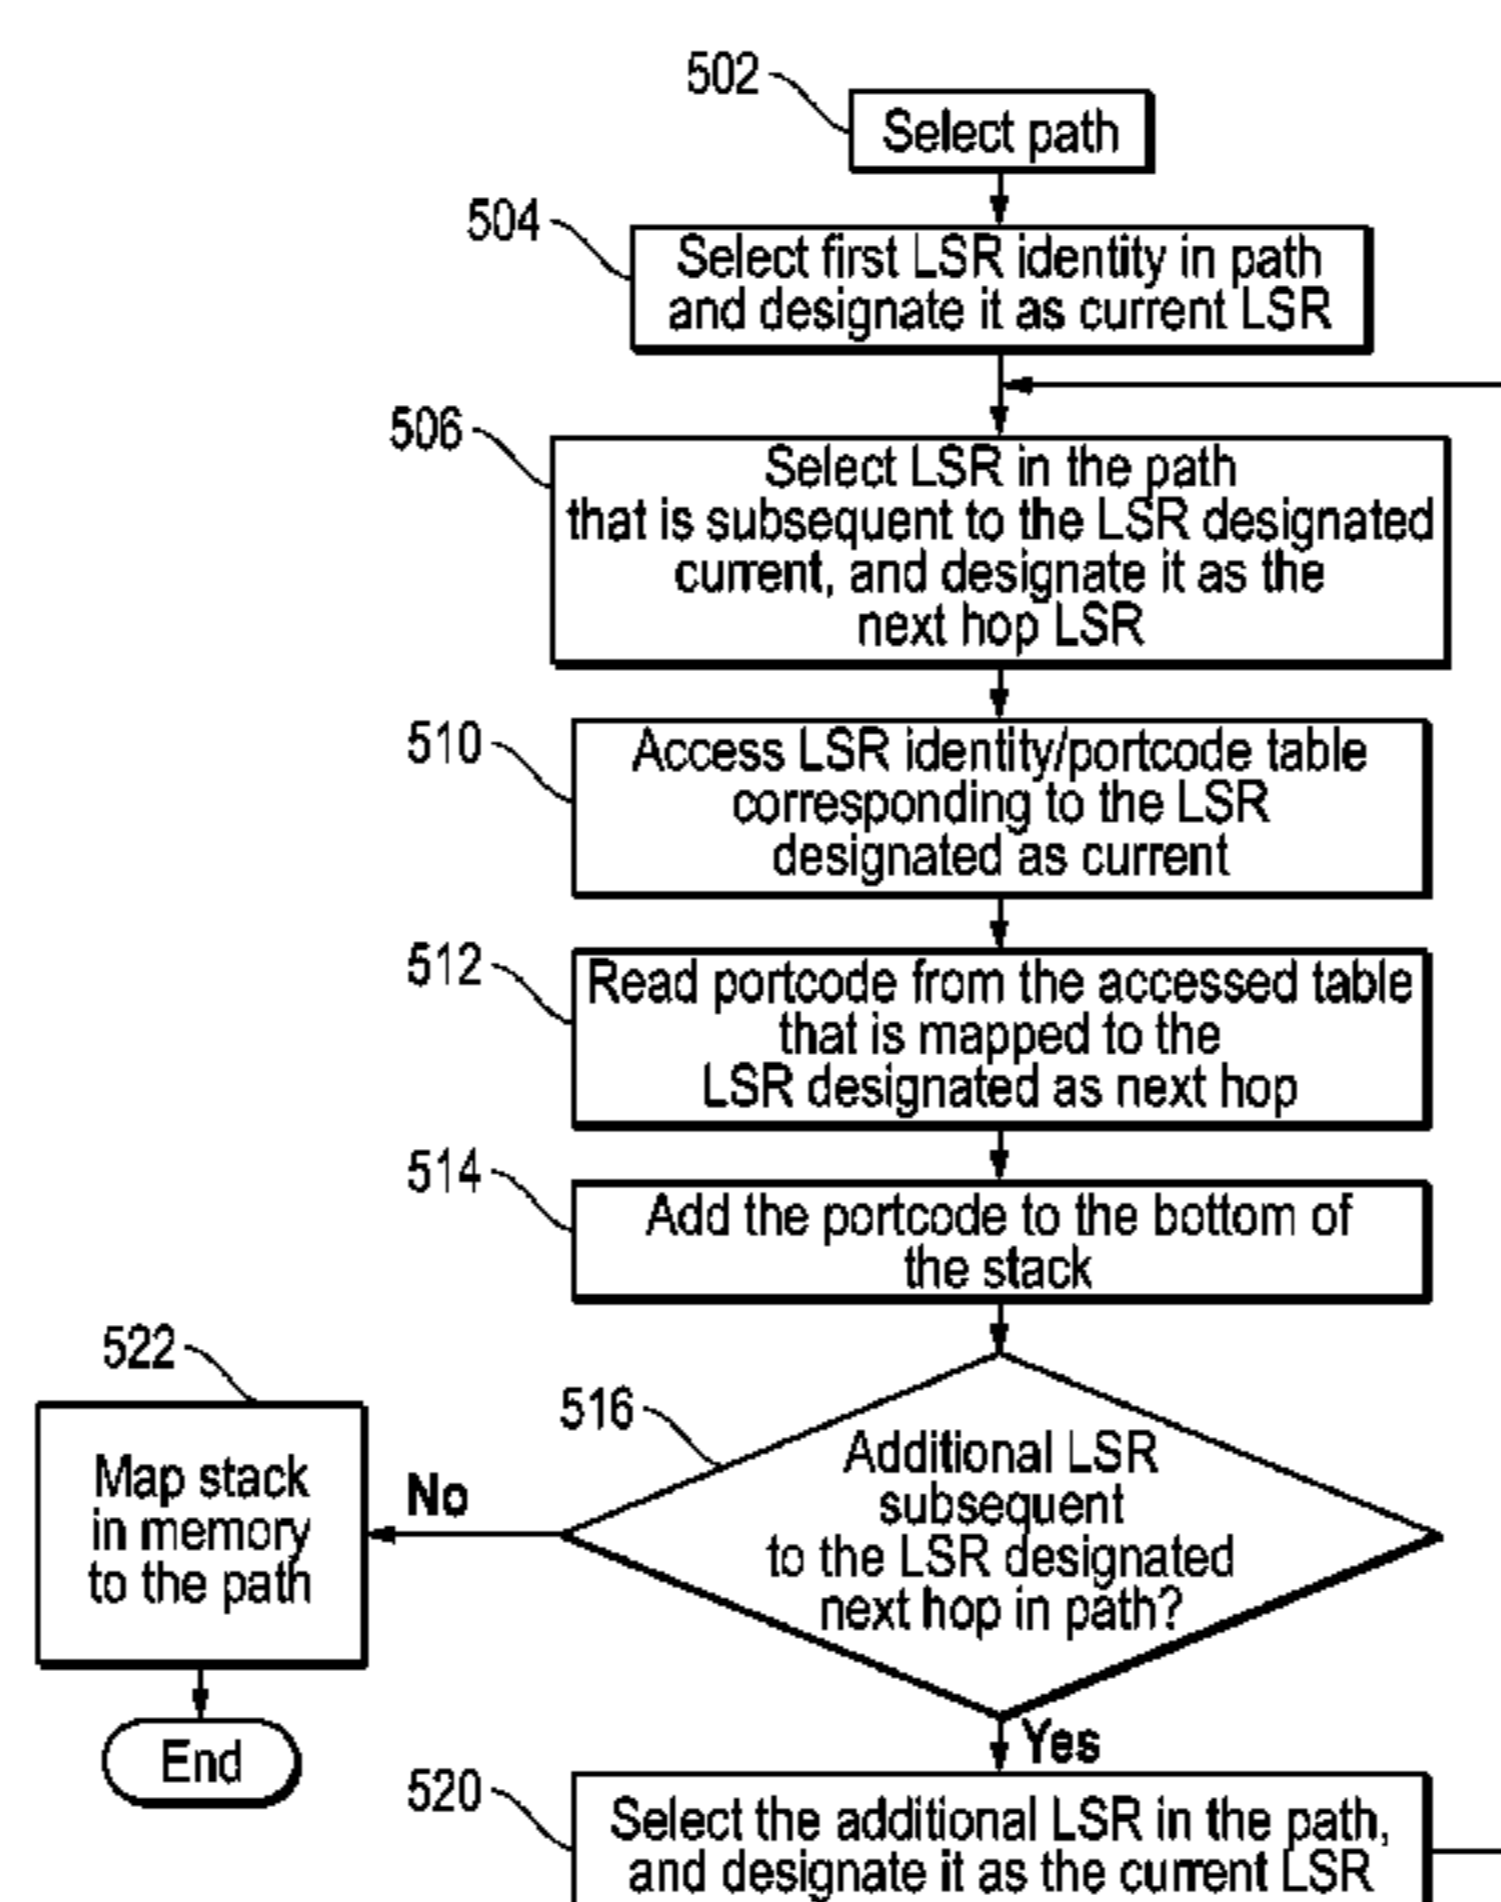 502
Select path
504
Select first LSR identity in path
and designate it as current LSR
506
Select LSR in the path
that is subsequent to the LSR designated
current, and designate it as the
next hop LSR
510
Access LSR identity/portcode table
corresponding to the LSR
designated as current
512
Read portcode from the accessed table
that is mapped to the
LSR designated as next hop
514
Add the portcode to the bottom of
the stack
522
Map stack
in memory
to the path
End
No
516
Additional LSR
subsequent
to the LSR designated
next hop in path?
Yes
520
Select the additional LSR in the path,
and designate it as the current LSR